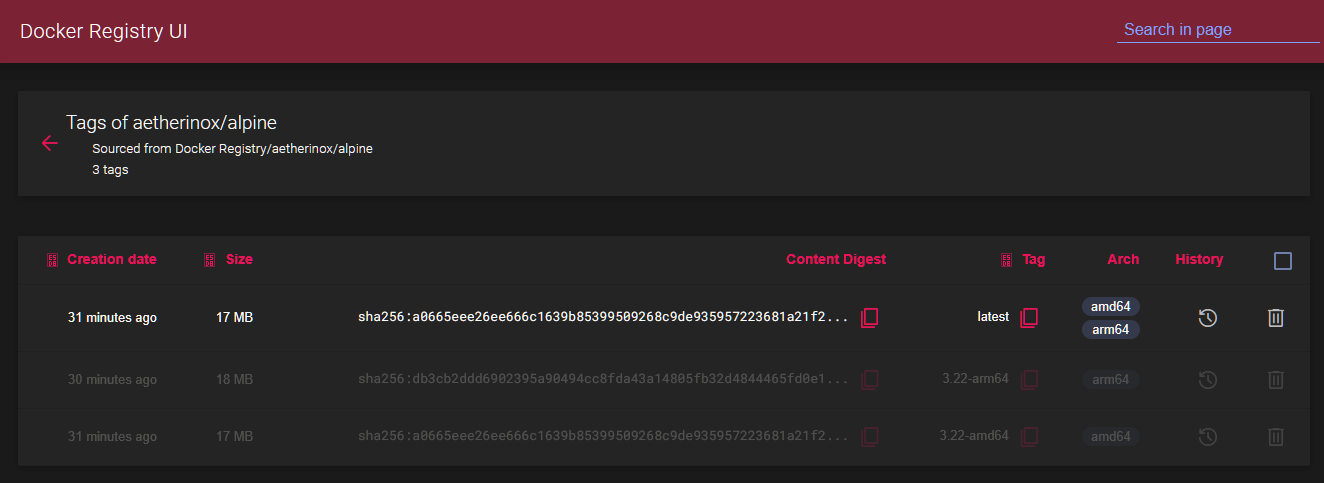 Docker Registry UI
Search in page
Tags of aetherinox/alpine
Sourced from Docker Registry/aetherinox/alpine
3 tags
Creation date Size Content Digest Tag Arch History
31 minutes ago 17 MB sha256:a0665eee26ee666c1639b85399509268c9de935957223681a21f2... latest amd64
arm64
30 minutes ago 18 MB sha256:db3cb2ddd6902395a90494cc8fda43a14805fb32d4844465fd0e1... 3.22-arm64 arm64
31 minutes ago 17 MB sha256:a0665eee26ee666c1639b85399509268c9de935957223681a21f2... 3.22-amd64 amd64